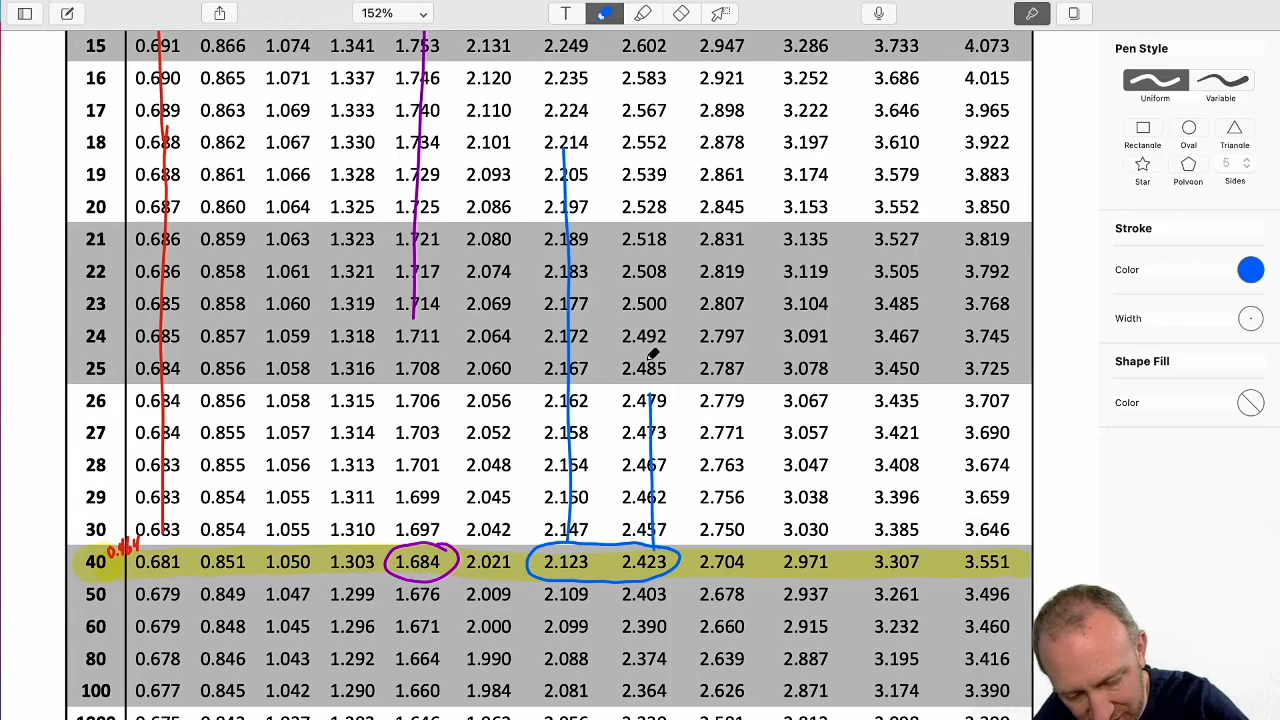 152%
T
15 0.691 0.866 1.074 1.341 1.753 2.131 2.249 2.602 2.947 3.286 3.733 4.073
16 0.690 0.865 1.071 1.337 1.746 2.120 2.235 2.583 2.921 3.252 3.686 4.015
17 0.689 0.863 1.069 1.333 1.740 2.110 2.224 2.567 2.898 3.222 3.646 3.965
18 0.688 0.862 1.067 1.330 1.734 2.101 2.214 2.552 2.878 3.197 3.610 3.922
19 0.688 0.861 1.066 1.328 1.729 2.093 2.205 2.539 2.861 3.174 3.579 3.883
20 0.687 0.860 1.064 1.325 1.725 2.086 2.197 2.528 2.845 3.153 3.552 3.850
21 0.686 0.859 1.063 1.323 1.721 2.080 2.189 2.518 2.831 3.135 3.527 3.819
22 0.686 0.858 1.061 1.321 1.717 2.074 2.183 2.508 2.819 3.119 3.505 3.792
23 0.685 0.858 1.060 1.319 1.714 2.069 2.177 2.500 2.807 3.104 3.485 3.768
24 0.685 0.857 1.059 1.318 1.711 2.064 2.172 2.492 2.797 3.091 3.467 3.745
25 0.684 0.856 1.058 1.316 1.708 2.060 2.167 2.485 2.787 3.078 3.450 3.725
26 0.684 0.856 1.058 1.315 1.706 2.056 2.162 2.479 2.779 3.067 3.435 3.707
27 0.684 0.855 1.057 1.314 1.703 2.052 2.158 2.473 2.771 3.057 3.421 3.690
28 0.683 0.855 1.056 1.313 1.701 2.048 2.154 2.467 2.763 3.047 3.408 3.674
29 0.683 0.854 1.055 1.311 1.699 2.045 2.150 2.462 2.756 3.038 3.396 3.659
30 0.683 0.854 1.055 1.310 1.697 2.042 2.147 2.457 2.750 3.030 3.385 3.646
40 0.681 0.851 1.050 1.303 1.684 2.021 2.123 2.423 2.704 2.971 3.307 3.551
50 0.679 0.849 1.047 1.299 1.676 2.009 2.109 2.403 2.678 2.937 3.261 3.496
60 0.679 0.848 1.045 1.296 1.671 2.000 2.099 2.390 2.660 2.915 3.232 3.460
80 0.678 0.846 1.043 1.292 1.664 1.990 2.088 2.374 2.639 2.887 3.195 3.416
100 0.677 0.845 1.042 1.290 1.660 1.984 2.081 2.364 2.626 2.871 3.174 3.390
Pen Style
Uniform Variable
Rectangle Oval Triangle
5
Star Polygon Sides
Stroke
Color
Width
Shape Fill
Color